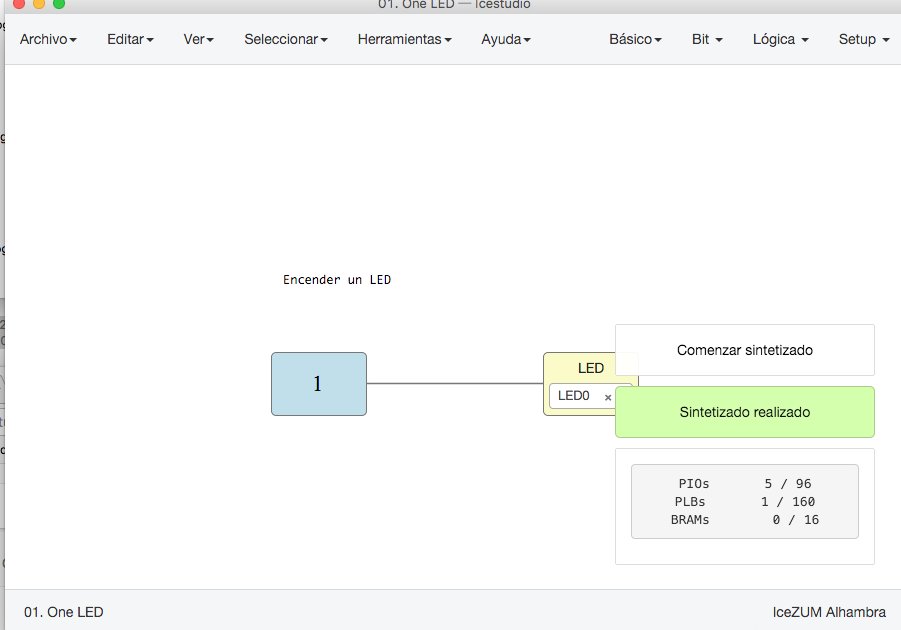 01. One LED — Icestudio
Archivo Editar Ver Seleccionar Herramientas Ayuda Básico Bit Lógica Setup
Encender un LED
1
LED
LED0 ×
Comenzar sintetizado
Sintetizado realizado
PIOs 5 / 96
PLBs 1 / 160
BRAMs 0 / 16
01. One LED
IceZUM Alhambra